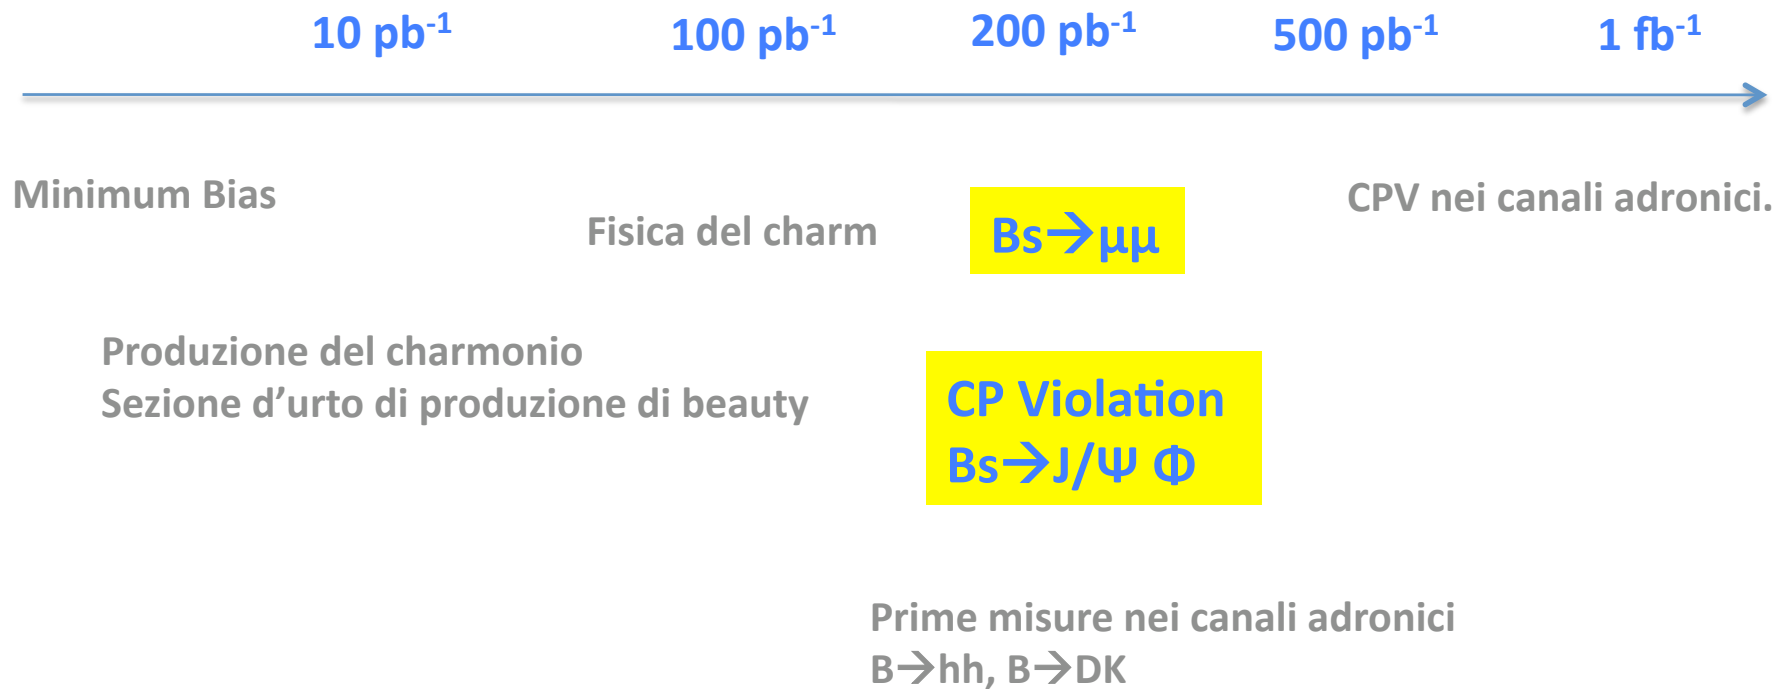 10 pb-1 100 pb-1 200 pb-1 500 pb-1 1 fb-1
Minimum Bias
Fisica del charm
Bs→μμ
CPV nei canali adronici.
Produzione del charmonio
Sezione d’urto di produzione di beauty
CP Violation
Bs→J/Ψ Φ
Prime misure nei canali adronici
B→hh, B→DK